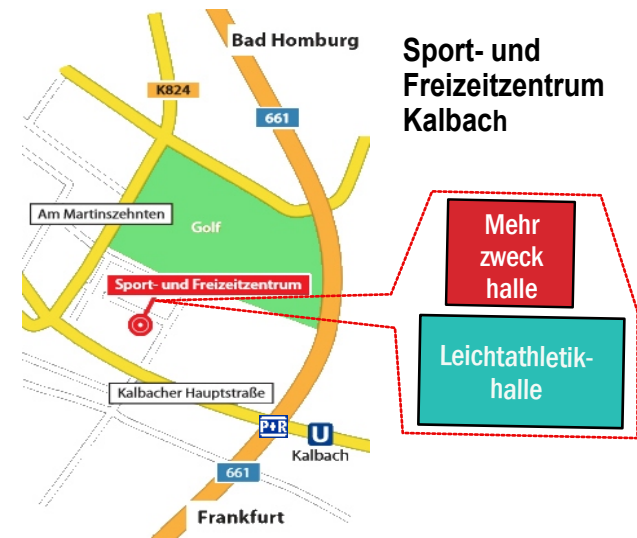 Bad Homburg
Sport- und
Freizeitzentrum
Kalbach
K824
661
Am Martinszehnten
Golf
Mehr
zweck
halle
Sport- und Freizeitzentrum
Leichtathletik-
halle
Kalbacher Hauptstraße
P+R
U
Kalbach
661
Frankfurt